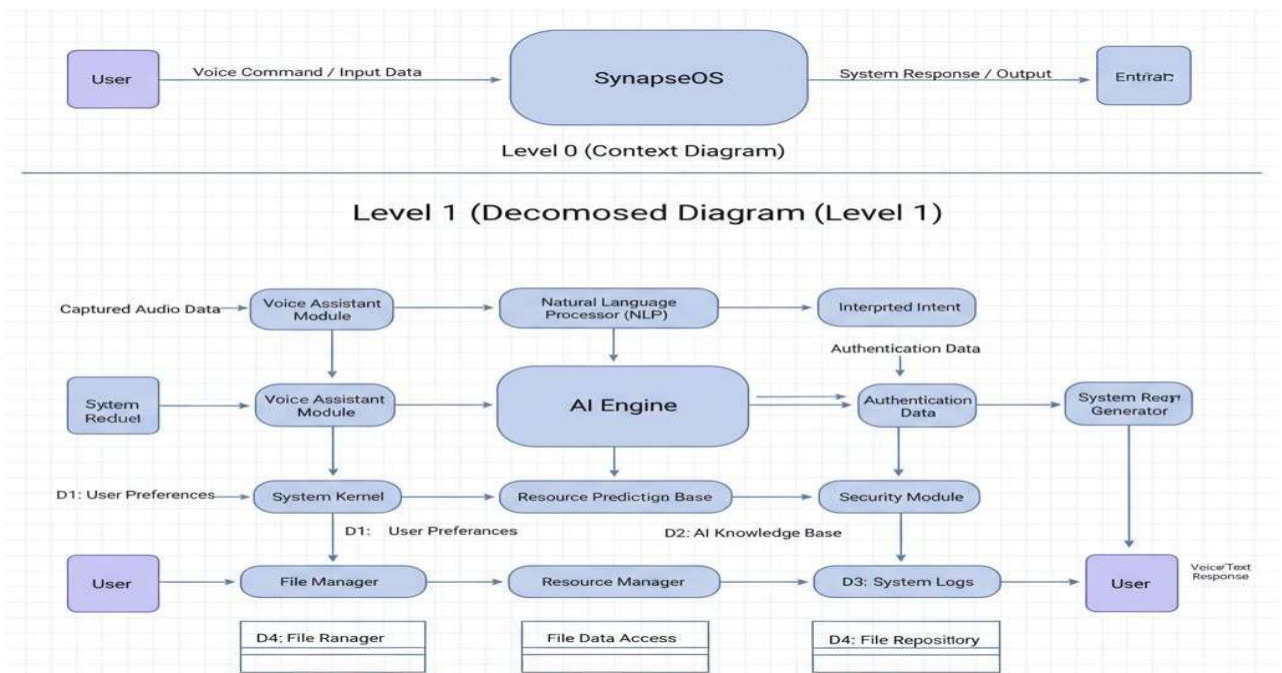 User
Voice Command / Input Data
SynapseOS
System Response / Output
Level 0 (Context Diagram)
Level 1 (Decomosed Diagram (Level 1)
Captured Audio Data
Voice Assistant
Module
Natural Language
Processor (NLP)
Interprted Intent
Authentication Data
System
Voice Assistant
Module
AI Engine
Authentication
Data
System
Generator
D1: User Preferences
System Kernel
Resource Prediction Base
Security Module
D1: User Preferances
D2: AI Knowledge Base
User
File Manager
Resource Manager
D3: System Logs
User
Voice/Text
Response
D4: File Ranager
File Data Access
D4: File Repository